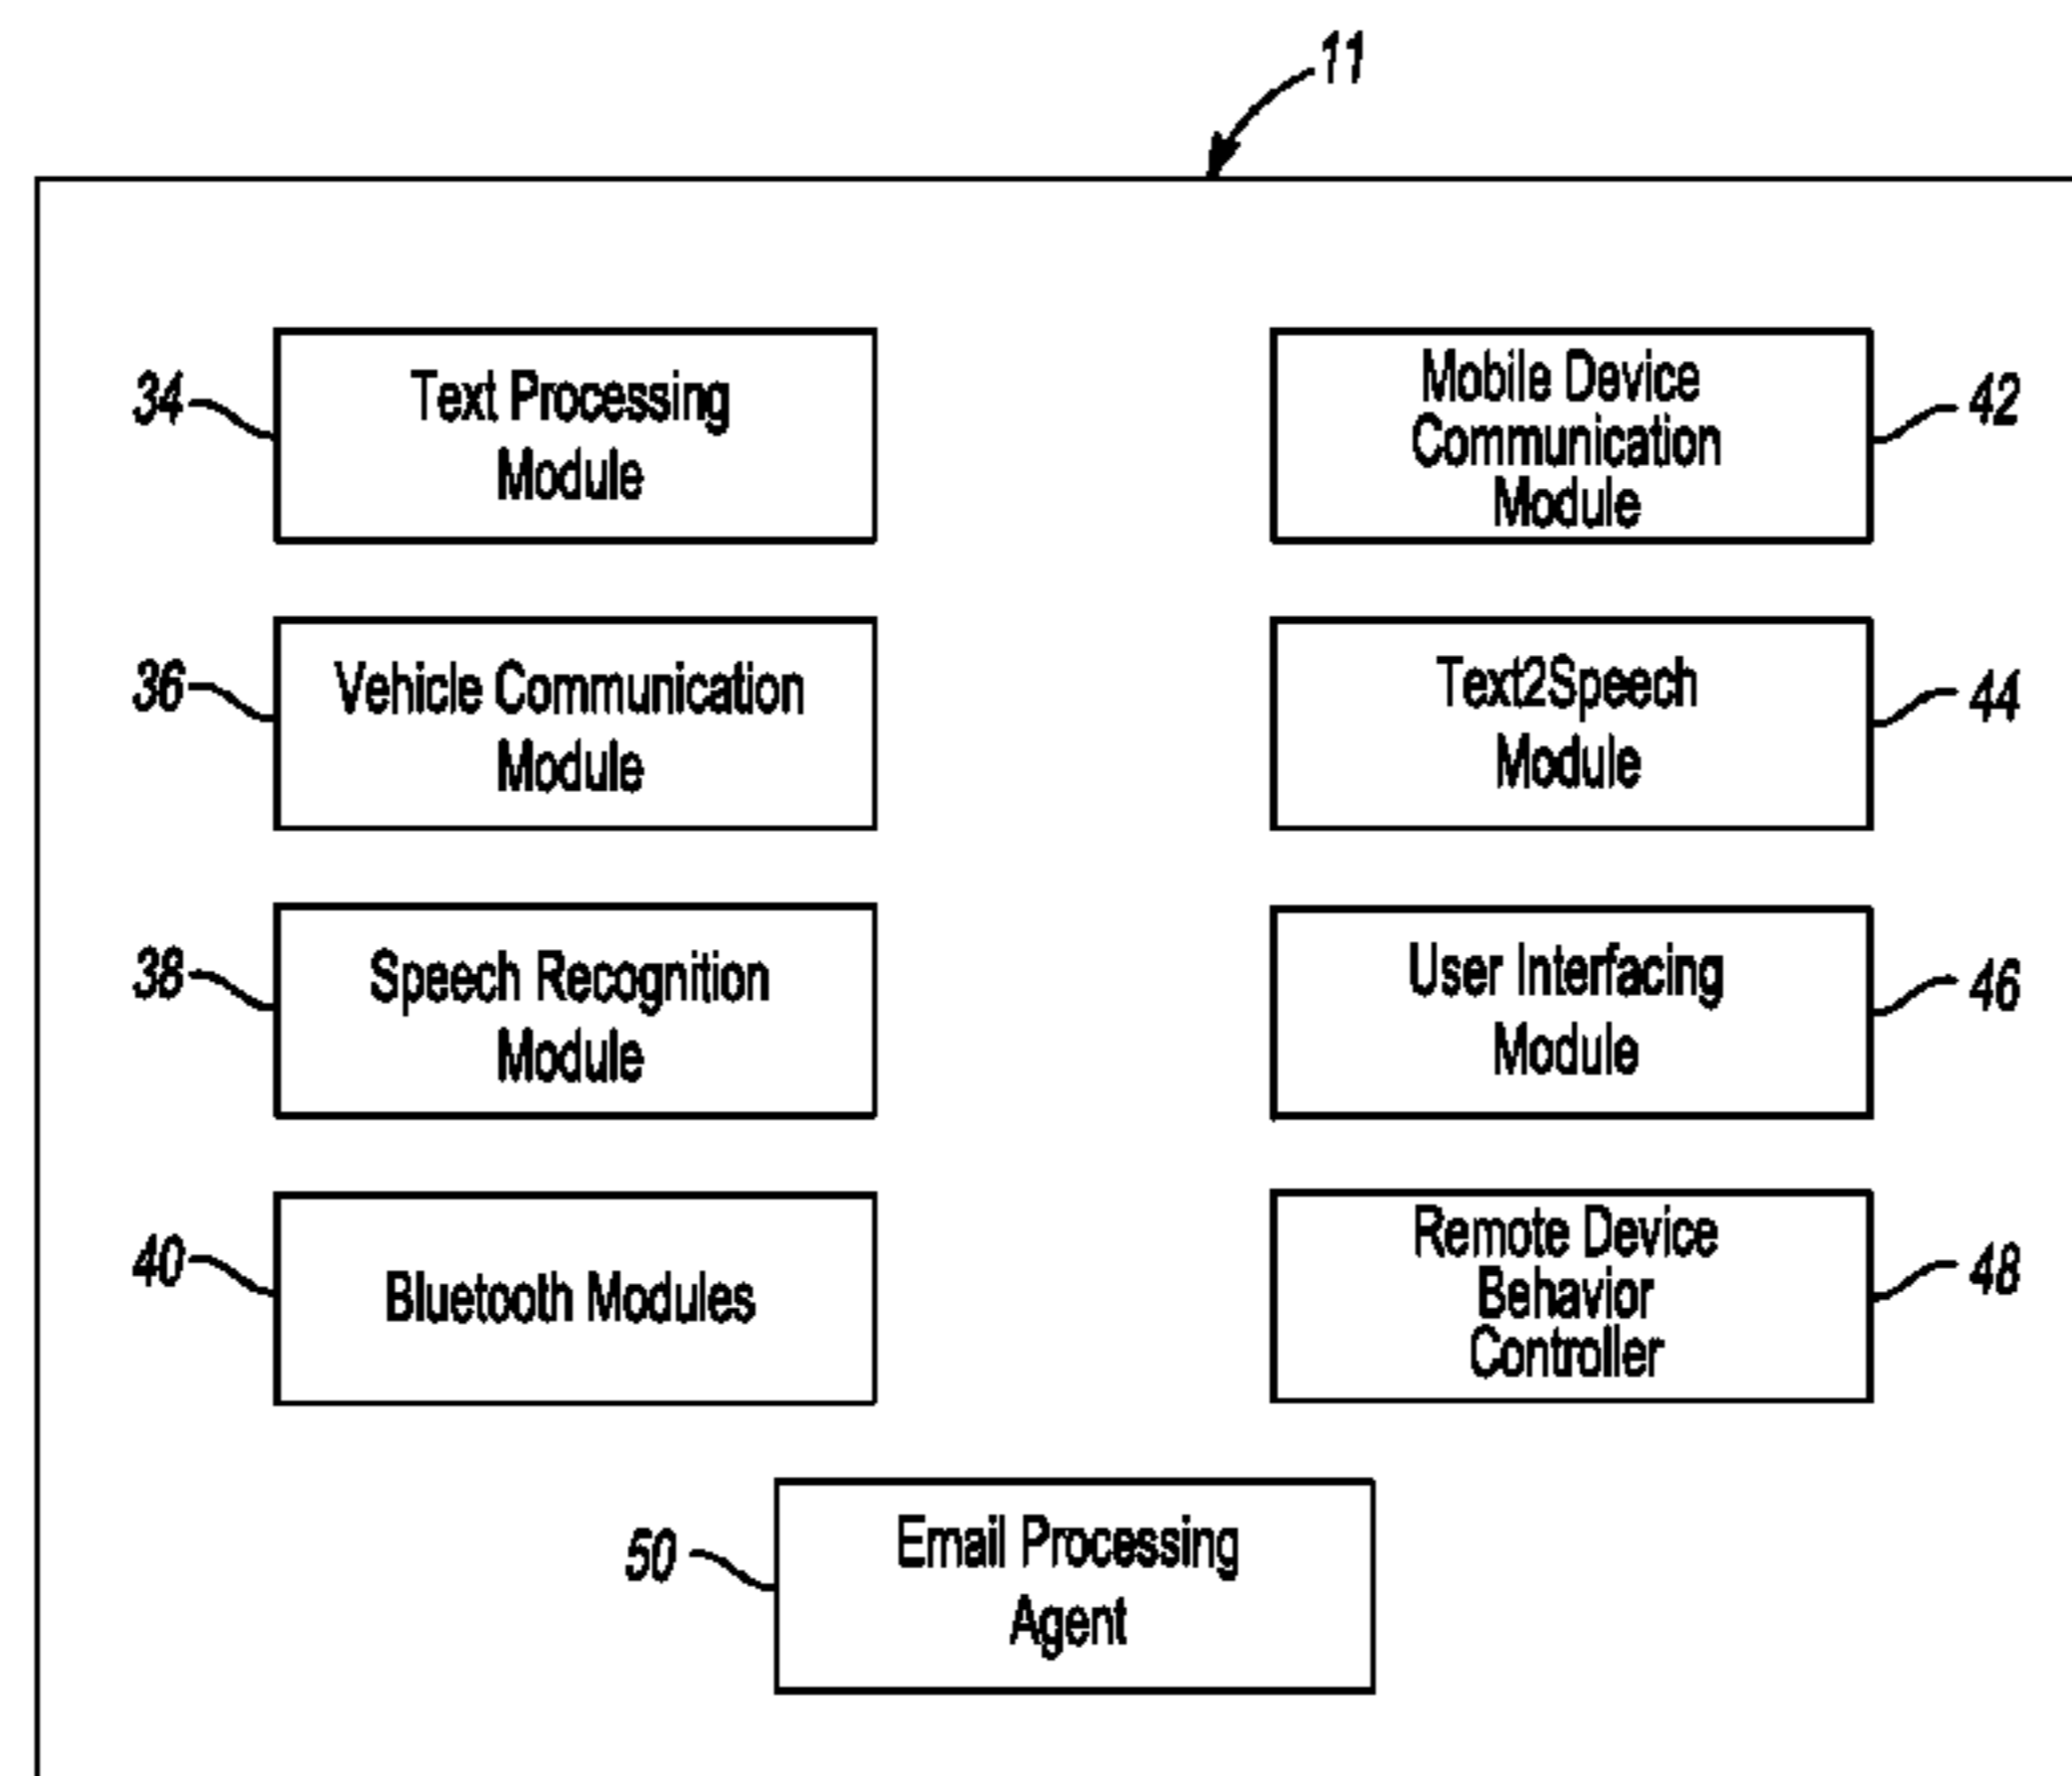 11
34
Text Processing
Module
Mobile Device
Communication
Module
42
36
Vehicle Communication
Module
Text2Speech
Module
44
38
Speech Recognition
Module
User Interfacing
Module
46
40
Bluetooth Modules
Remote Device
Behavior
Controller
48
50
Email Processing
Agent